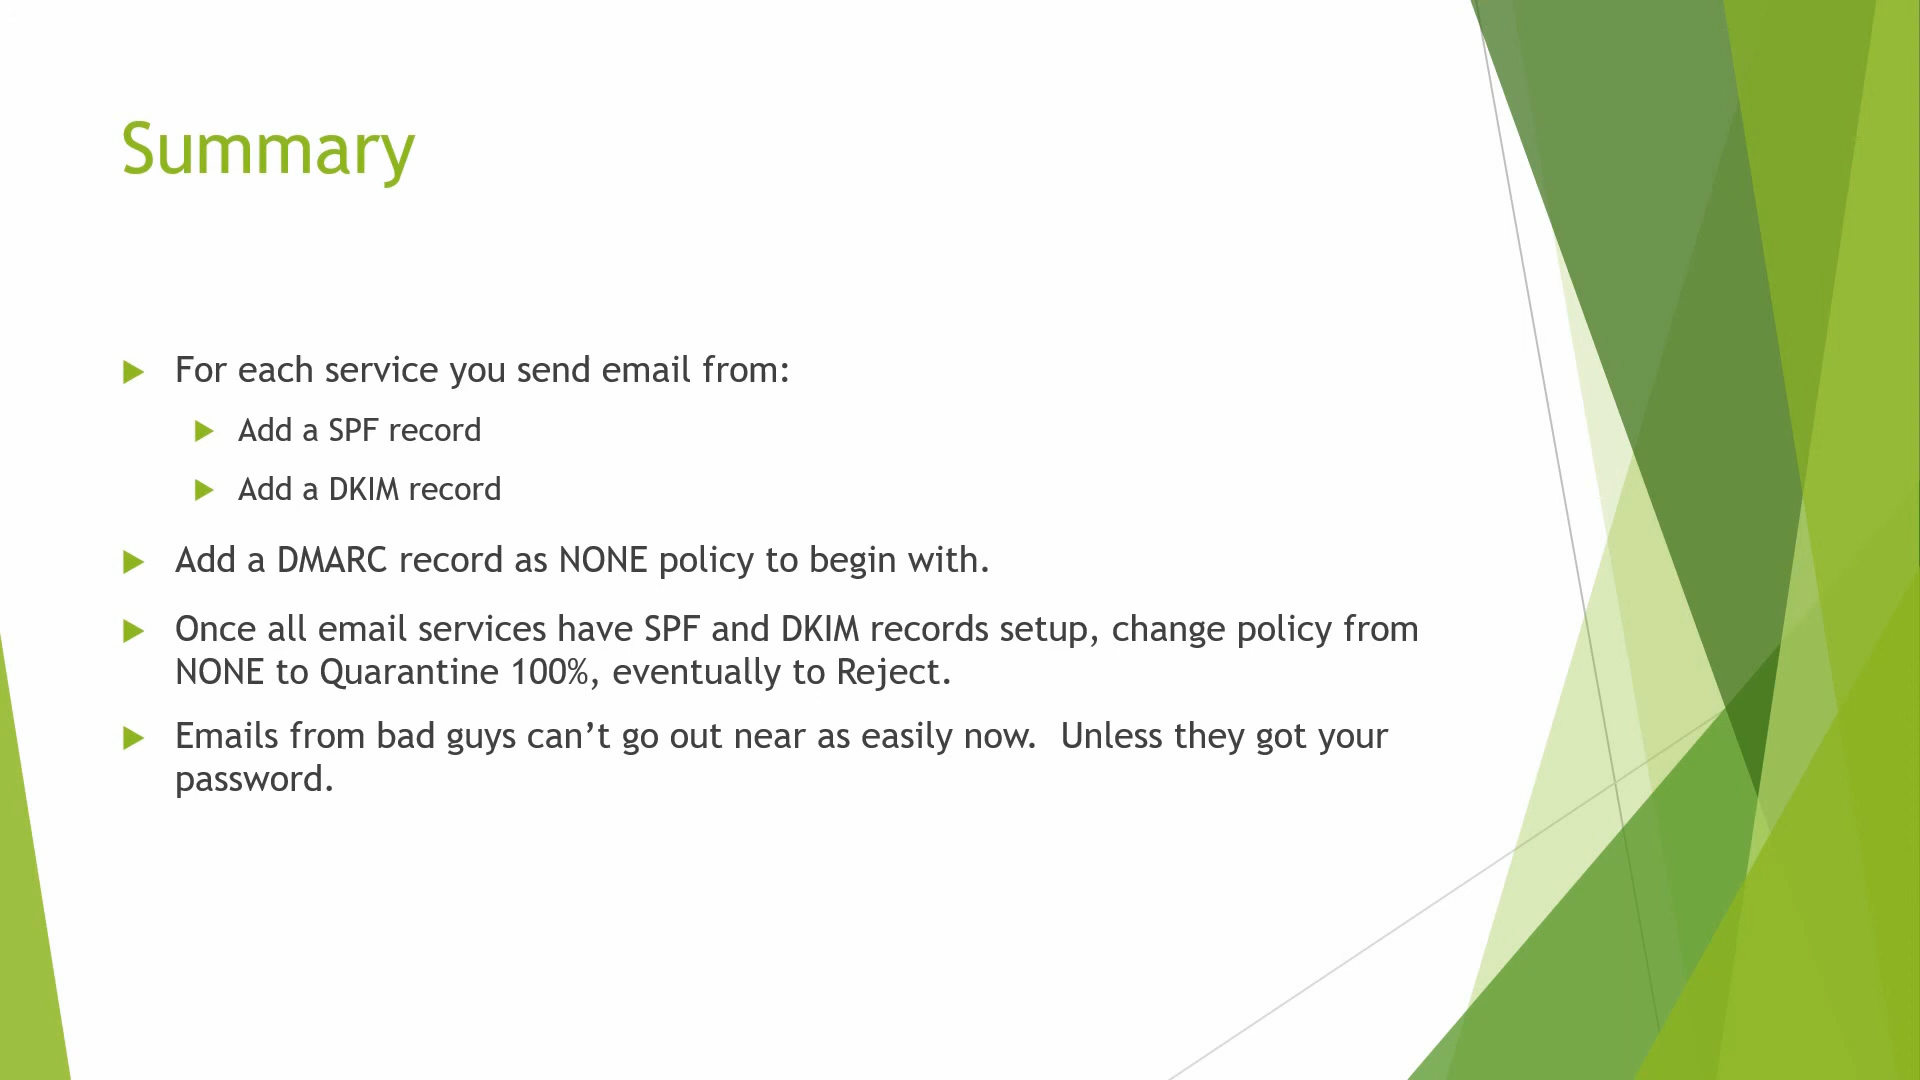 Summary
For each service you send email from:
Add a SPF record
Add a DKIM record
Add a DMARC record as NONE policy to begin with.
Once all email services have SPF and DKIM records setup, change policy from
NONE to Quarantine 100%, eventually to Reject.
Emails from bad guys can’t go out near as easily now.  Unless they got your
password.